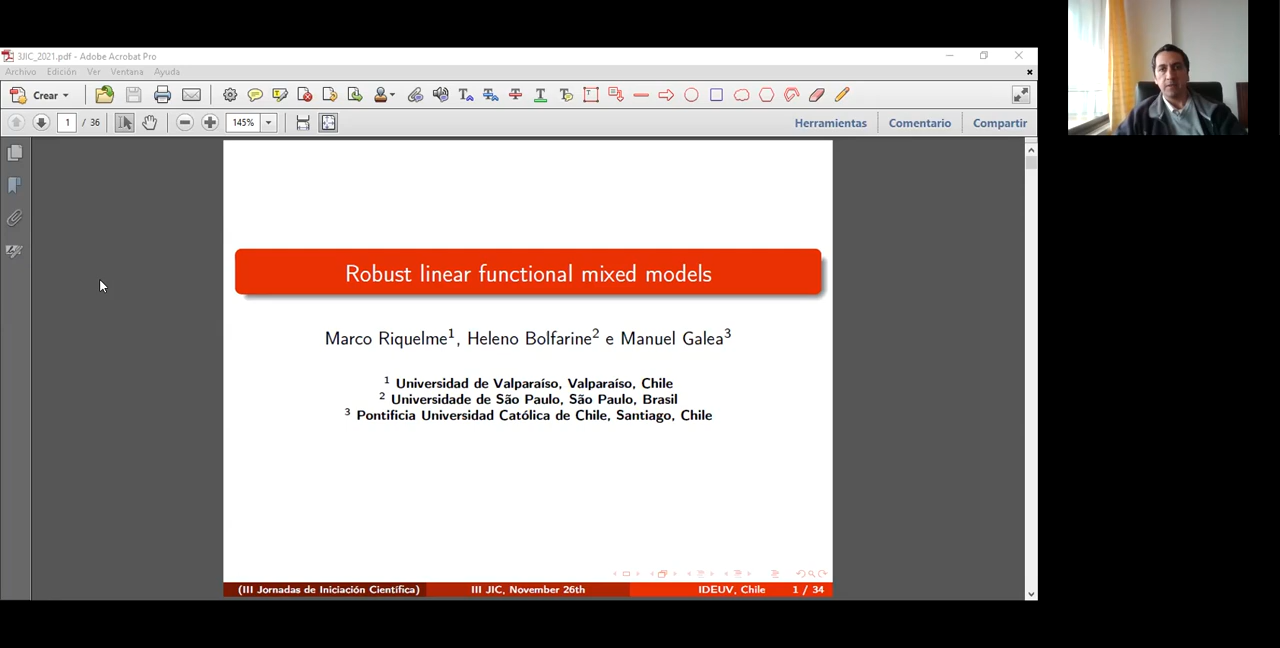 3JIC_2021.pdf - Adobe Acrobat Pro
Archivo Edición Ver Ventana Ayuda
Crear
1 / 36
145%
Herramientas Comentario Compartir
Robust linear functional mixed models
Marco Riquelme¹, Heleno Bolfarine² e Manuel Galea³
¹ Universidad de Valparaíso, Valparaíso, Chile
² Universidade de São Paulo, São Paulo, Brasil
³ Pontificia Universidad Católica de Chile, Santiago, Chile
(III Jornadas de Iniciación Científica) III JIC, November 26th IDEUV, Chile 1 / 34